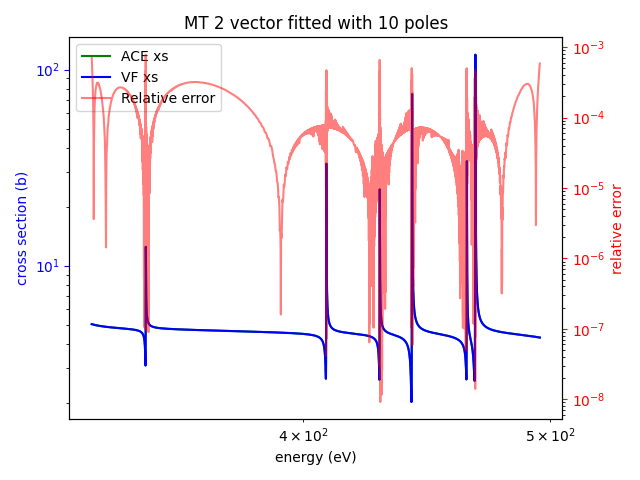 MT 2 vector fitted with 10 poles
ACE xs
VF xs
Relative error
cross section (b)
10²
10¹
relative error
10⁻³
10⁻⁴
10⁻⁵
10⁻⁶
10⁻⁷
10⁻⁸
4 × 10²
5 × 10²
energy (eV)